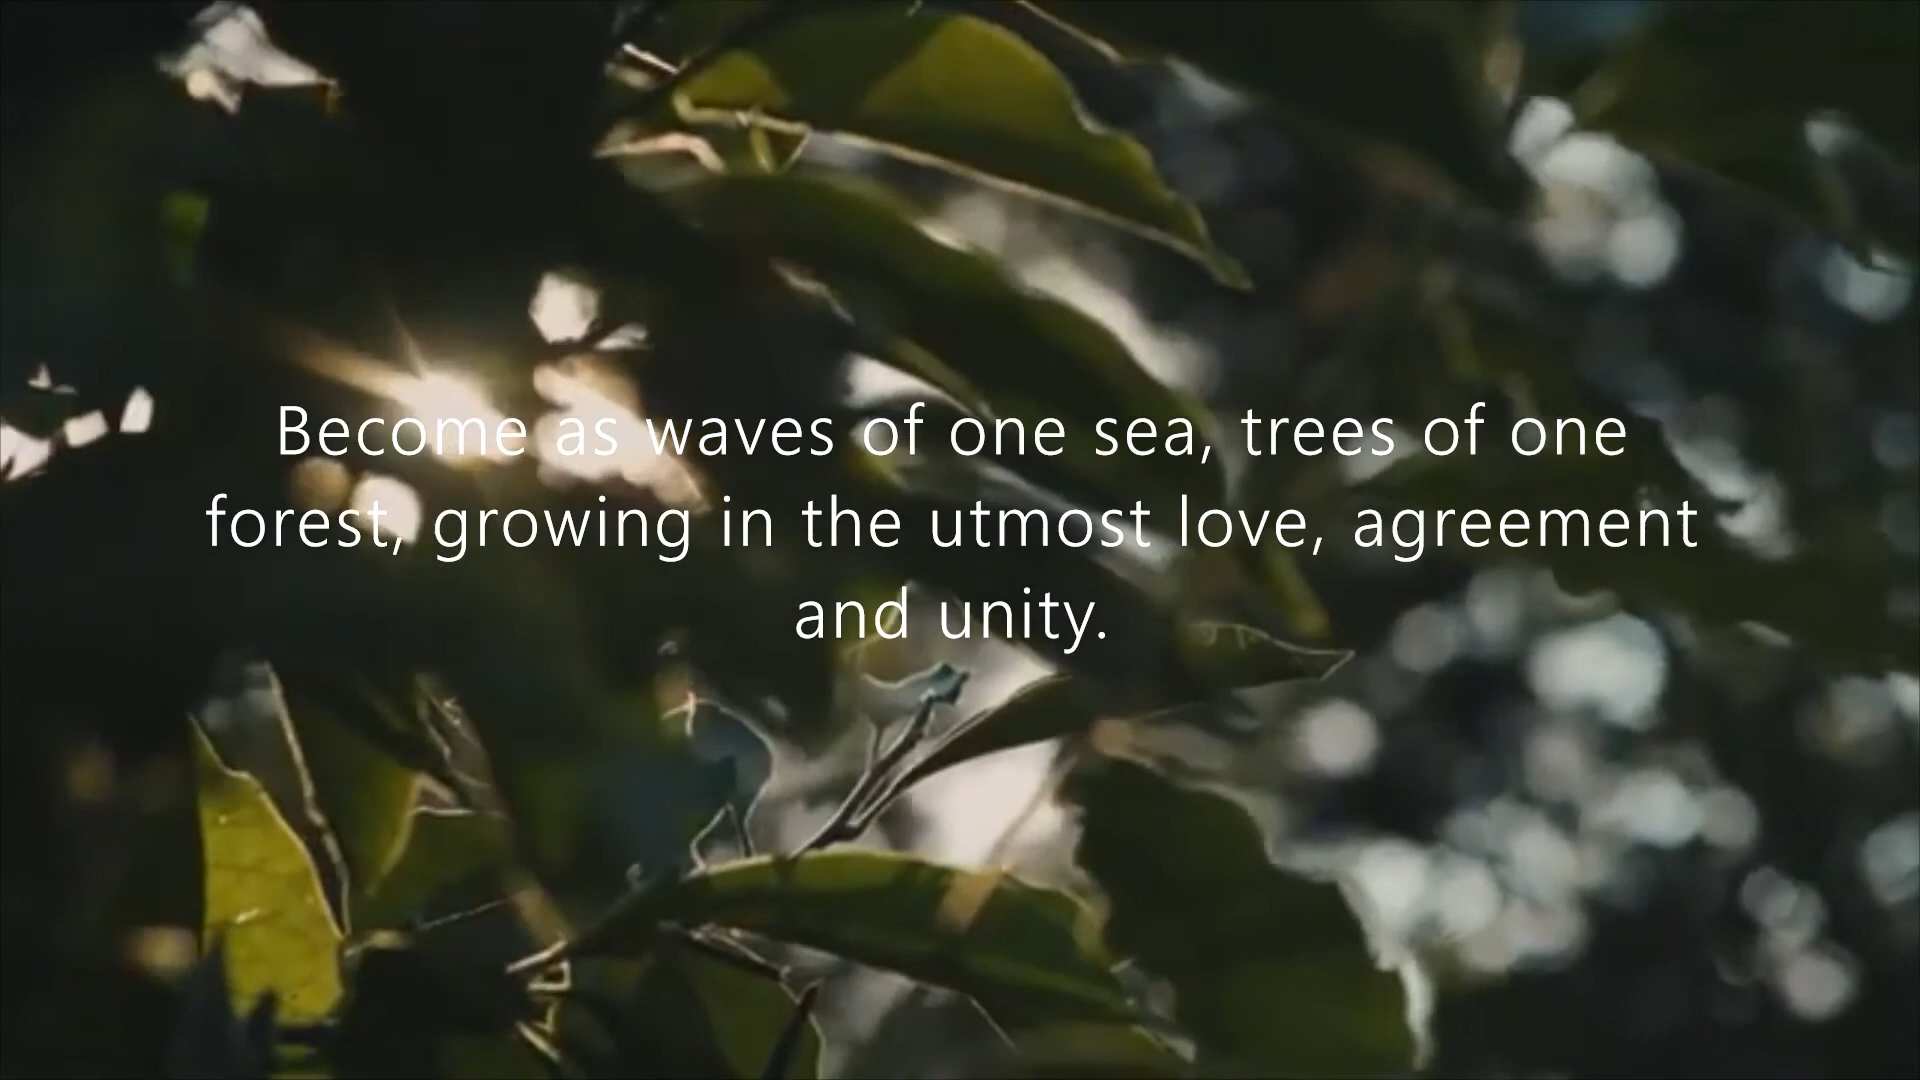 Become as waves of one sea, trees of one
forest, growing in the utmost love, agreement
and unity.